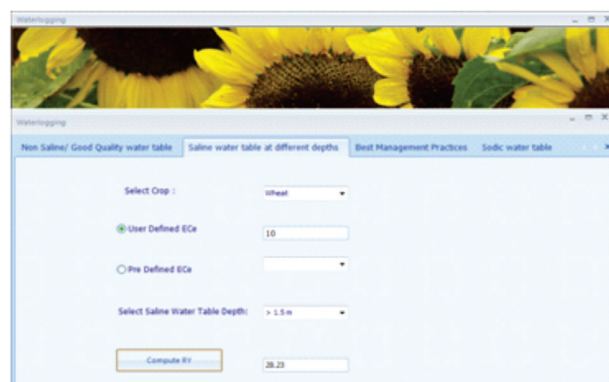 Waterlogging
Waterlogging
Non Saline/ Good Quality water table Saline water table at different depths Best Management Practices Sodic water table
Select Crop : Wheat
User Defined ECe 10
Pre Defined ECe
Select Saline Water Table Depth: > 1.5 m
Compute RY 28.23